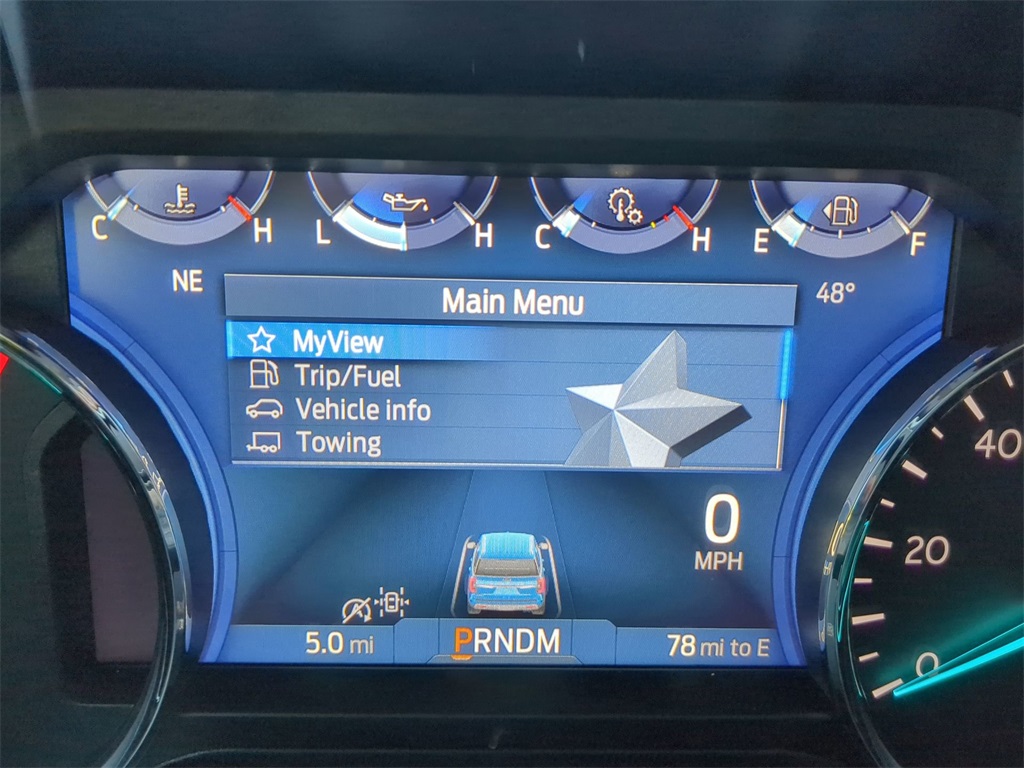 C H L H C H E F
NE
48°
Main Menu
MyView
Trip/Fuel
Vehicle info
Towing
0
MPH
5.0 mi
PRNDM
78 mi to E
40
20
0